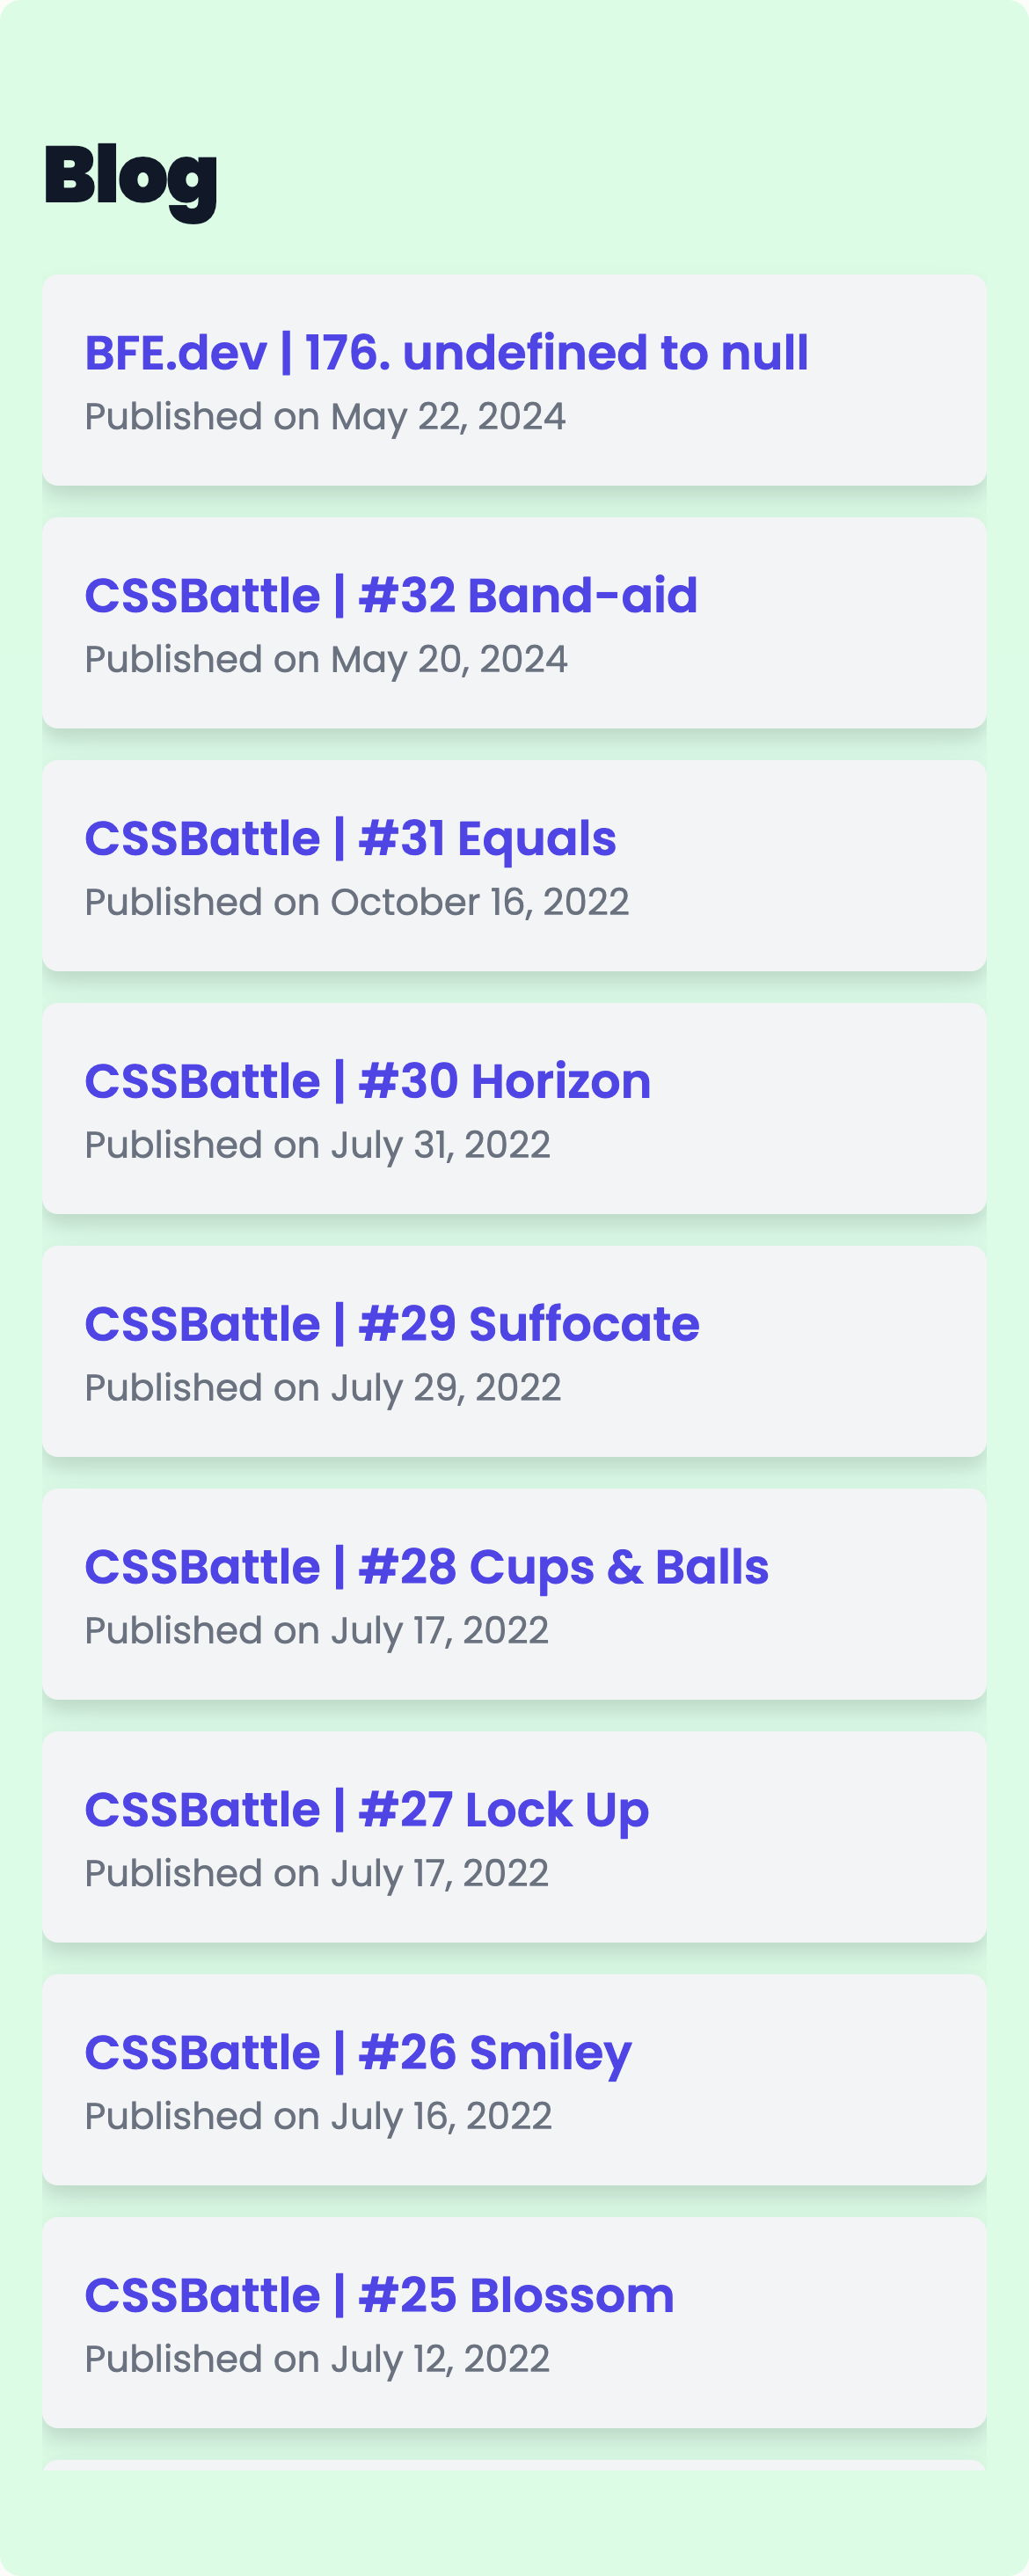 Blog
BFE.dev | 176. undefined to null
Published on May 22, 2024
CSSBattle | #32 Band-aid
Published on May 20, 2024
CSSBattle | #31 Equals
Published on October 16, 2022
CSSBattle | #30 Horizon
Published on July 31, 2022
CSSBattle | #29 Suffocate
Published on July 29, 2022
CSSBattle | #28 Cups & Balls
Published on July 17, 2022
CSSBattle | #27 Lock Up
Published on July 17, 2022
CSSBattle | #26 Smiley
Published on July 16, 2022
CSSBattle | #25 Blossom
Published on July 12, 2022